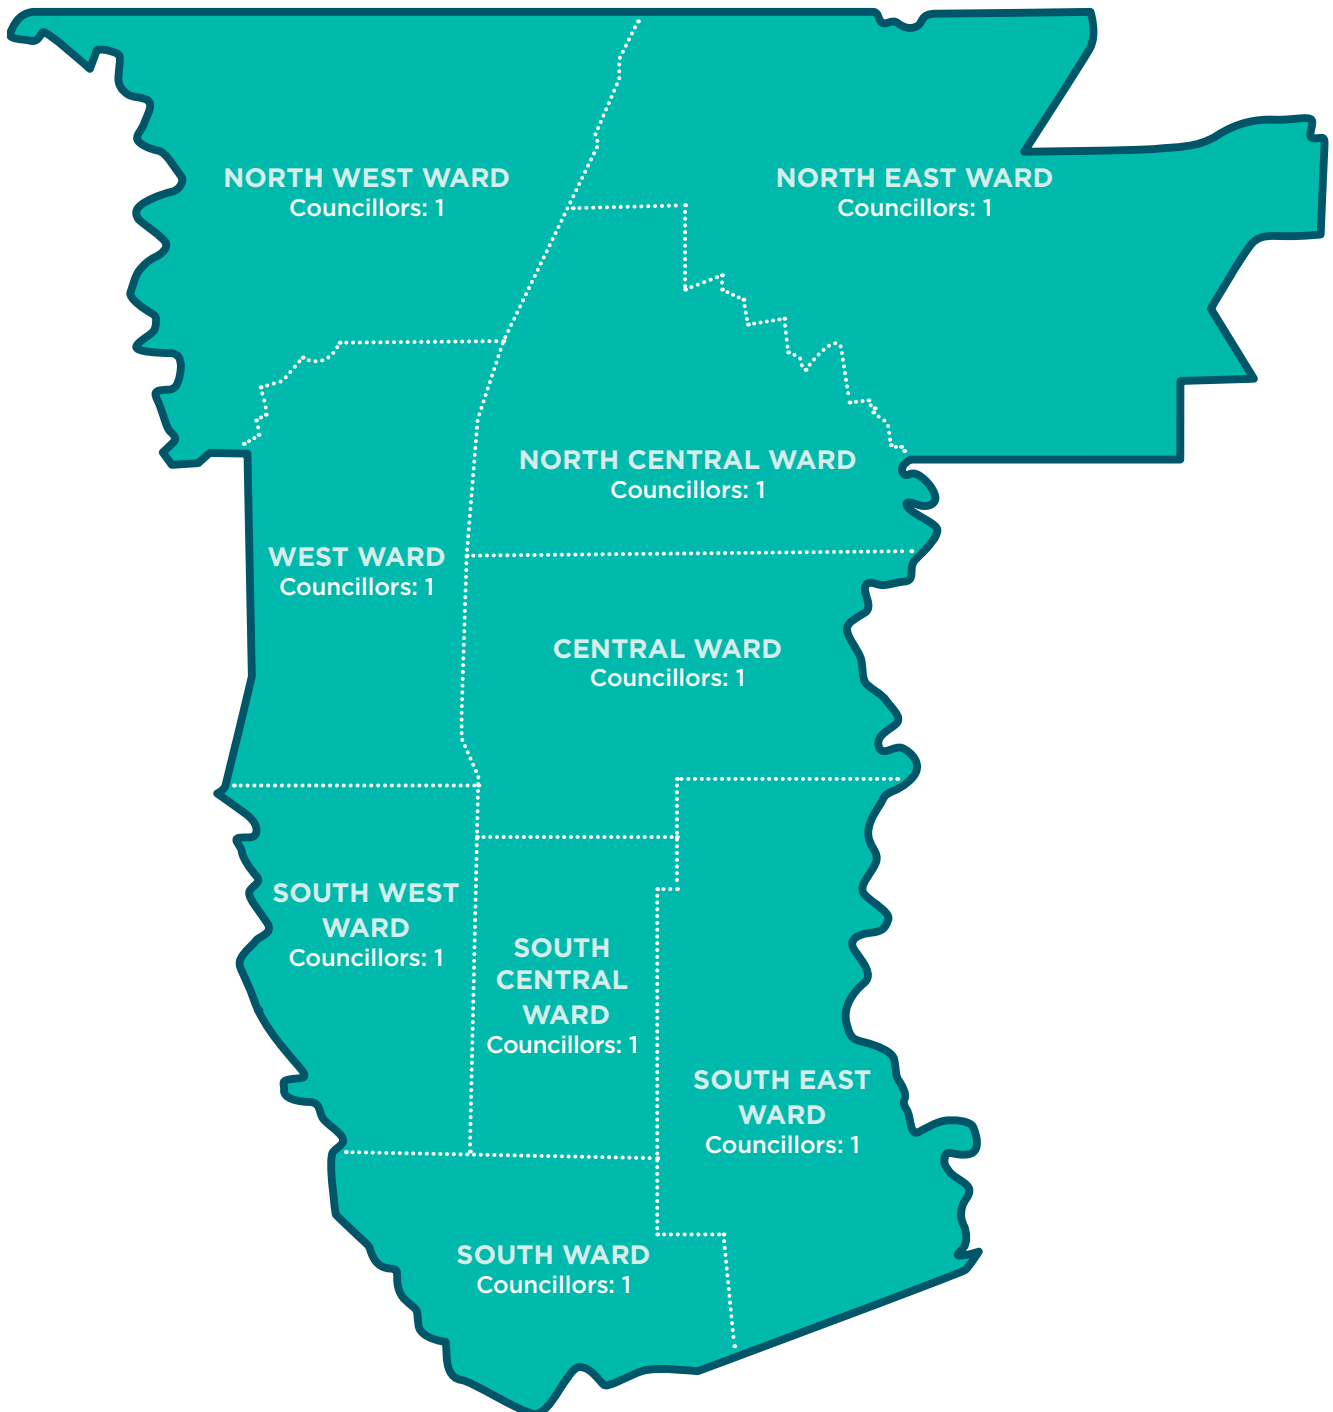 NORTH WEST WARD
Councillors: 1
NORTH EAST WARD
Councillors: 1
NORTH CENTRAL WARD
Councillors: 1
WEST WARD
Councillors: 1
CENTRAL WARD
Councillors: 1
SOUTH WEST
WARD
Councillors: 1
SOUTH
CENTRAL
WARD
Councillors: 1
SOUTH EAST
WARD
Councillors: 1
SOUTH WARD
Councillors: 1